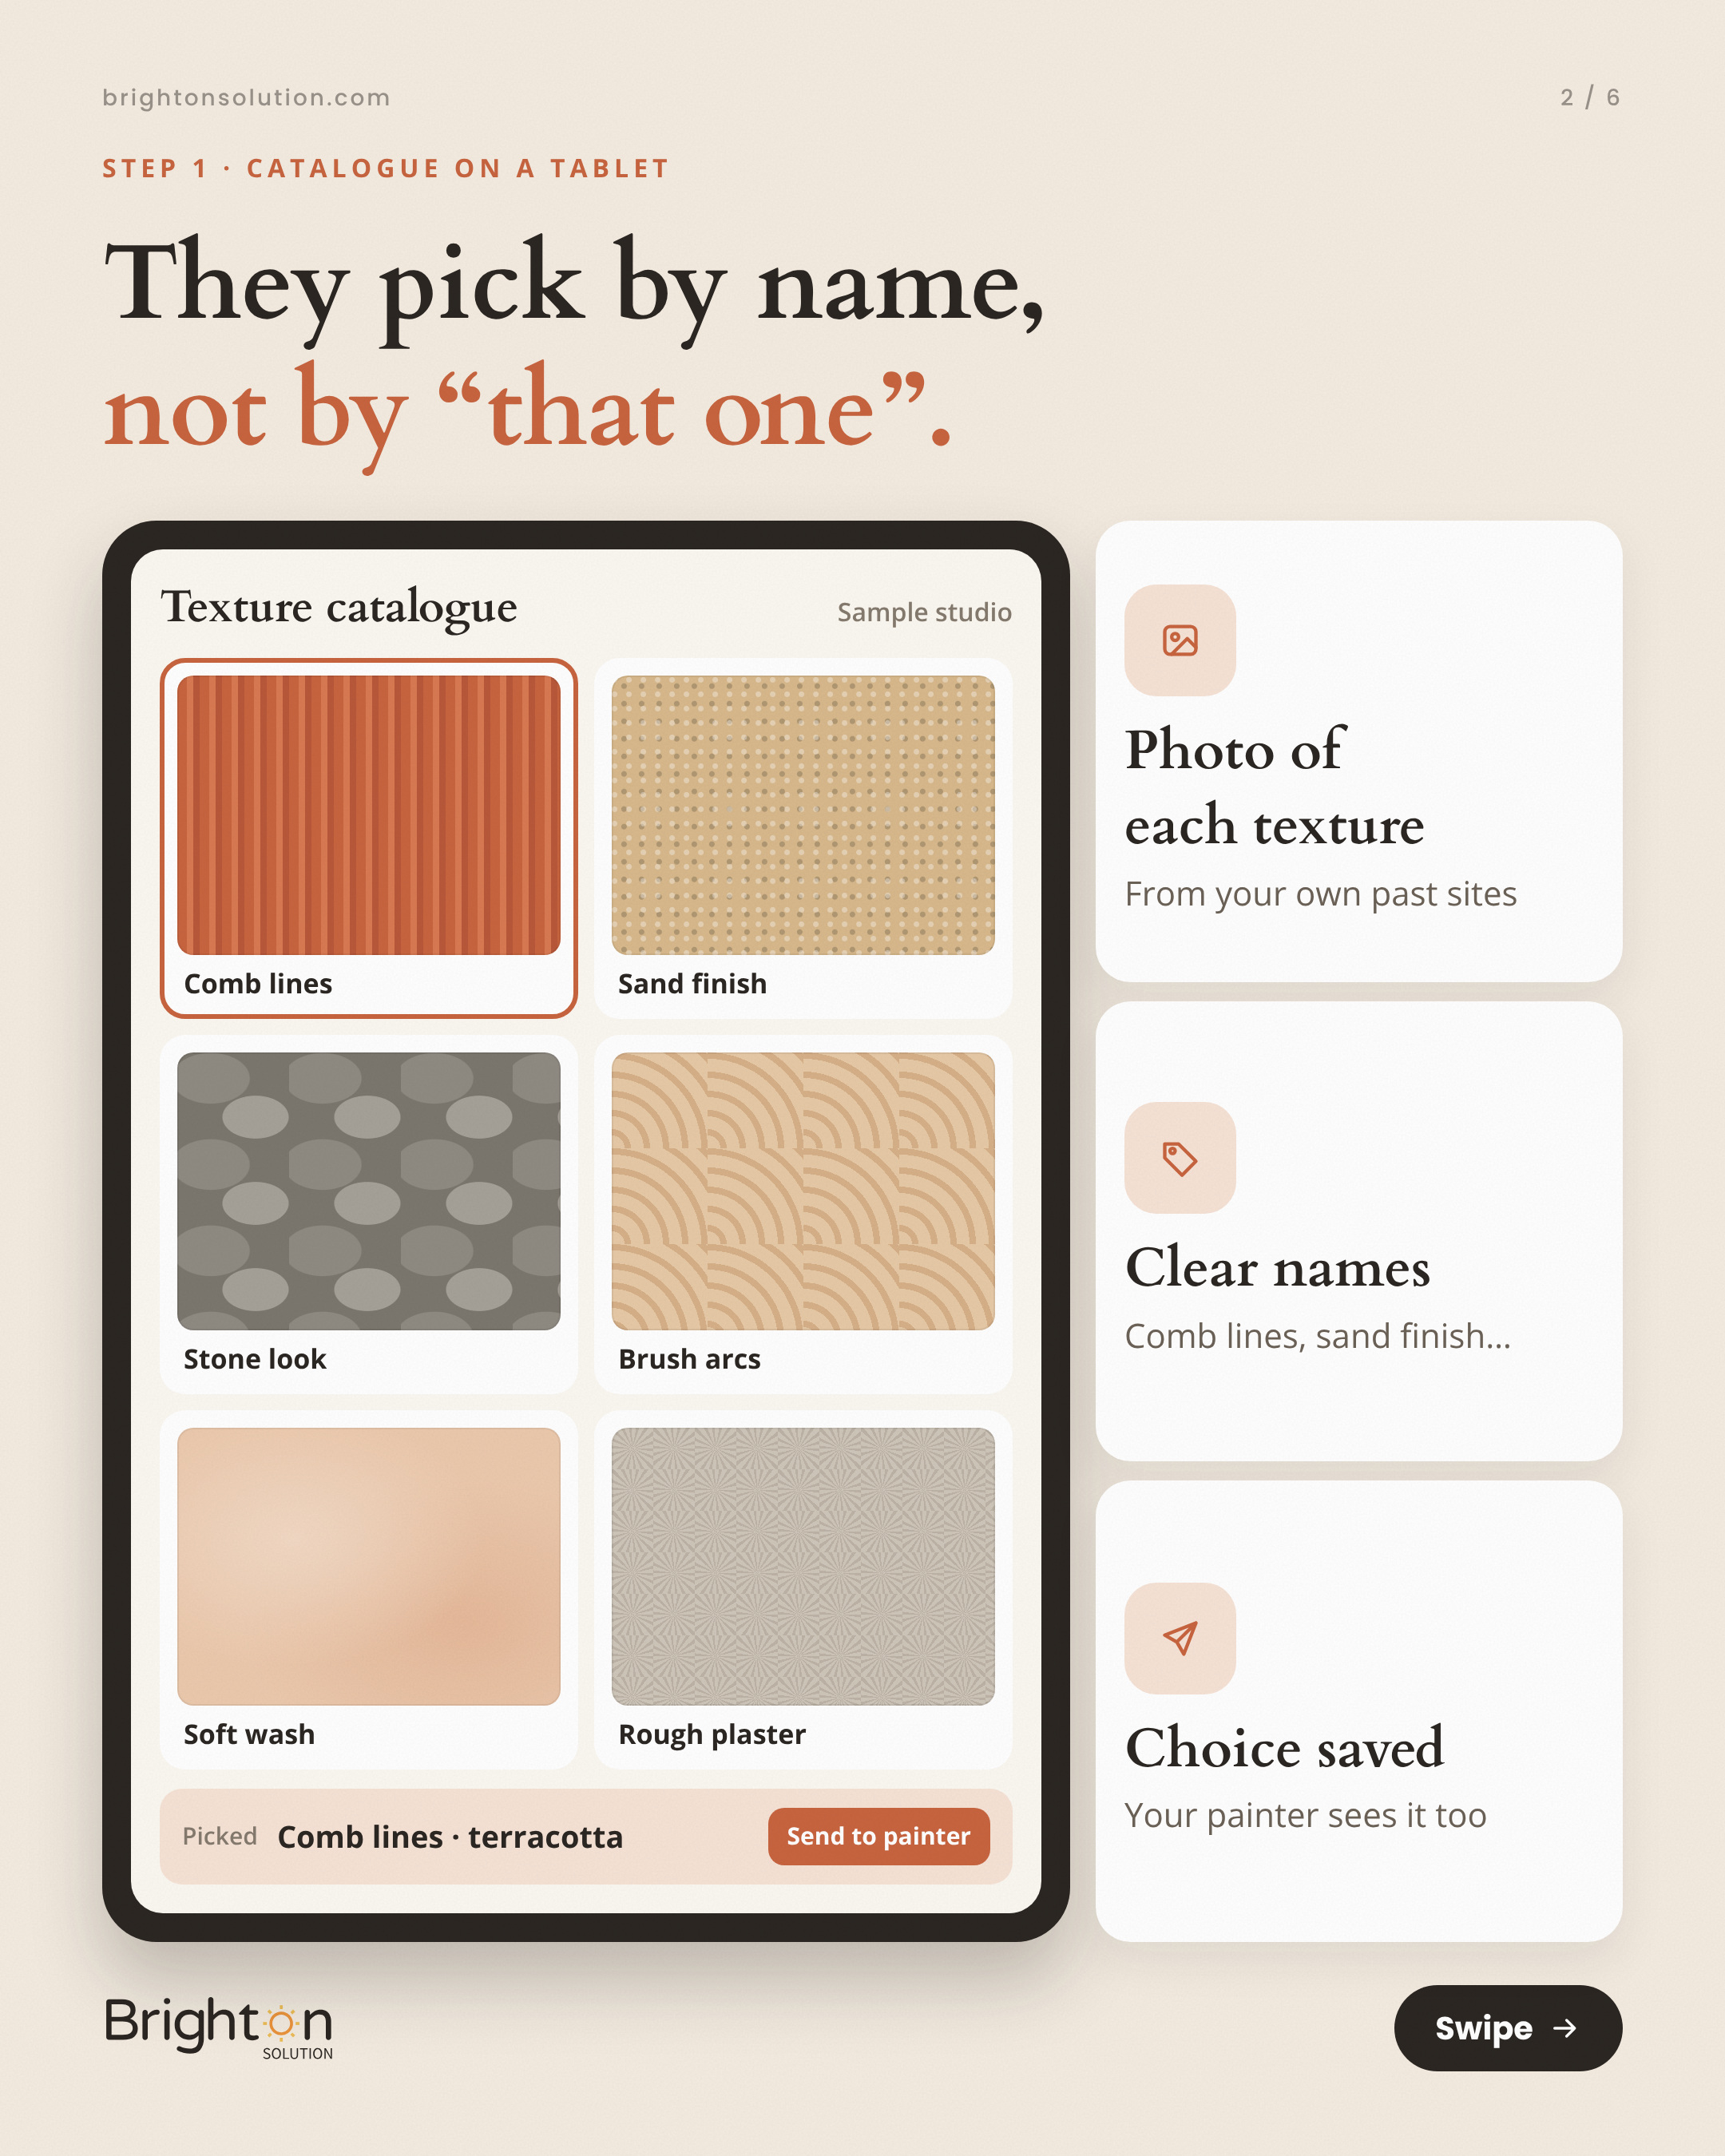 brightonsolution.com
2 / 6
STEP 1 · CATALOGUE ON A TABLET
They pick by name,
not by “that one”.
Texture catalogue
Sample studio
Comb lines
Sand finish
Stone look
Brush arcs
Soft wash
Rough plaster
Picked
Comb lines · terracotta
Send to painter
Photo of
each texture
From your own past sites
Clear names
Comb lines, sand finish...
Choice saved
Your painter sees it too
Brighton
SOLUTION
Swipe →